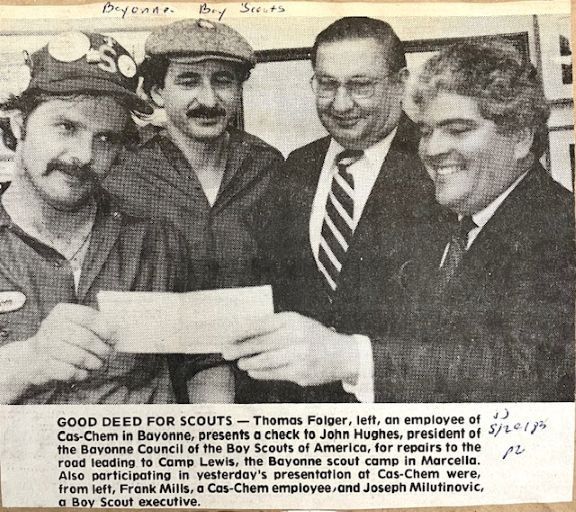 Bayonne Boy Scouts
GOOD DEED FOR SCOUTS — Thomas Folger, left, an employee of
Cas-Chem in Bayonne, presents a check to John Hughes, president of
the Bayonne Council of the Boy Scouts of America, for repairs to the
road leading to Camp Lewis, the Bayonne scout camp in Marcella.
Also participating in yesterday's presentation at Cas-Chem were,
from left, Frank Mills, a Cas-Chem employee, and Joseph Milutinovic,
a Boy Scout executive.